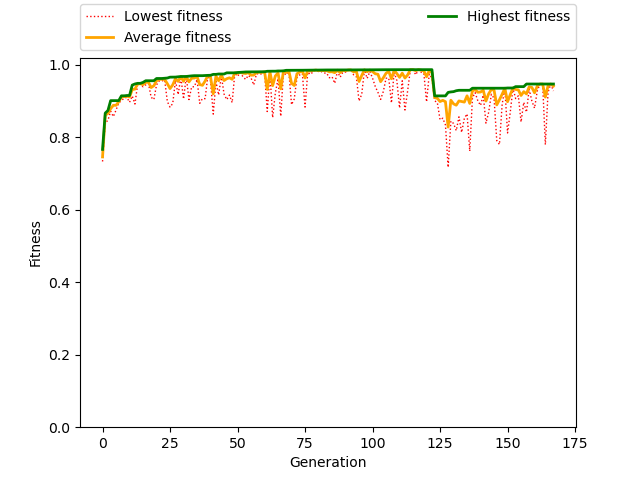 Lowest fitness
Average fitness
Highest fitness
1.0
0.8
0.6
0.4
0.2
0.0
Fitness
0 25 50 75 100 125 150 175
Generation